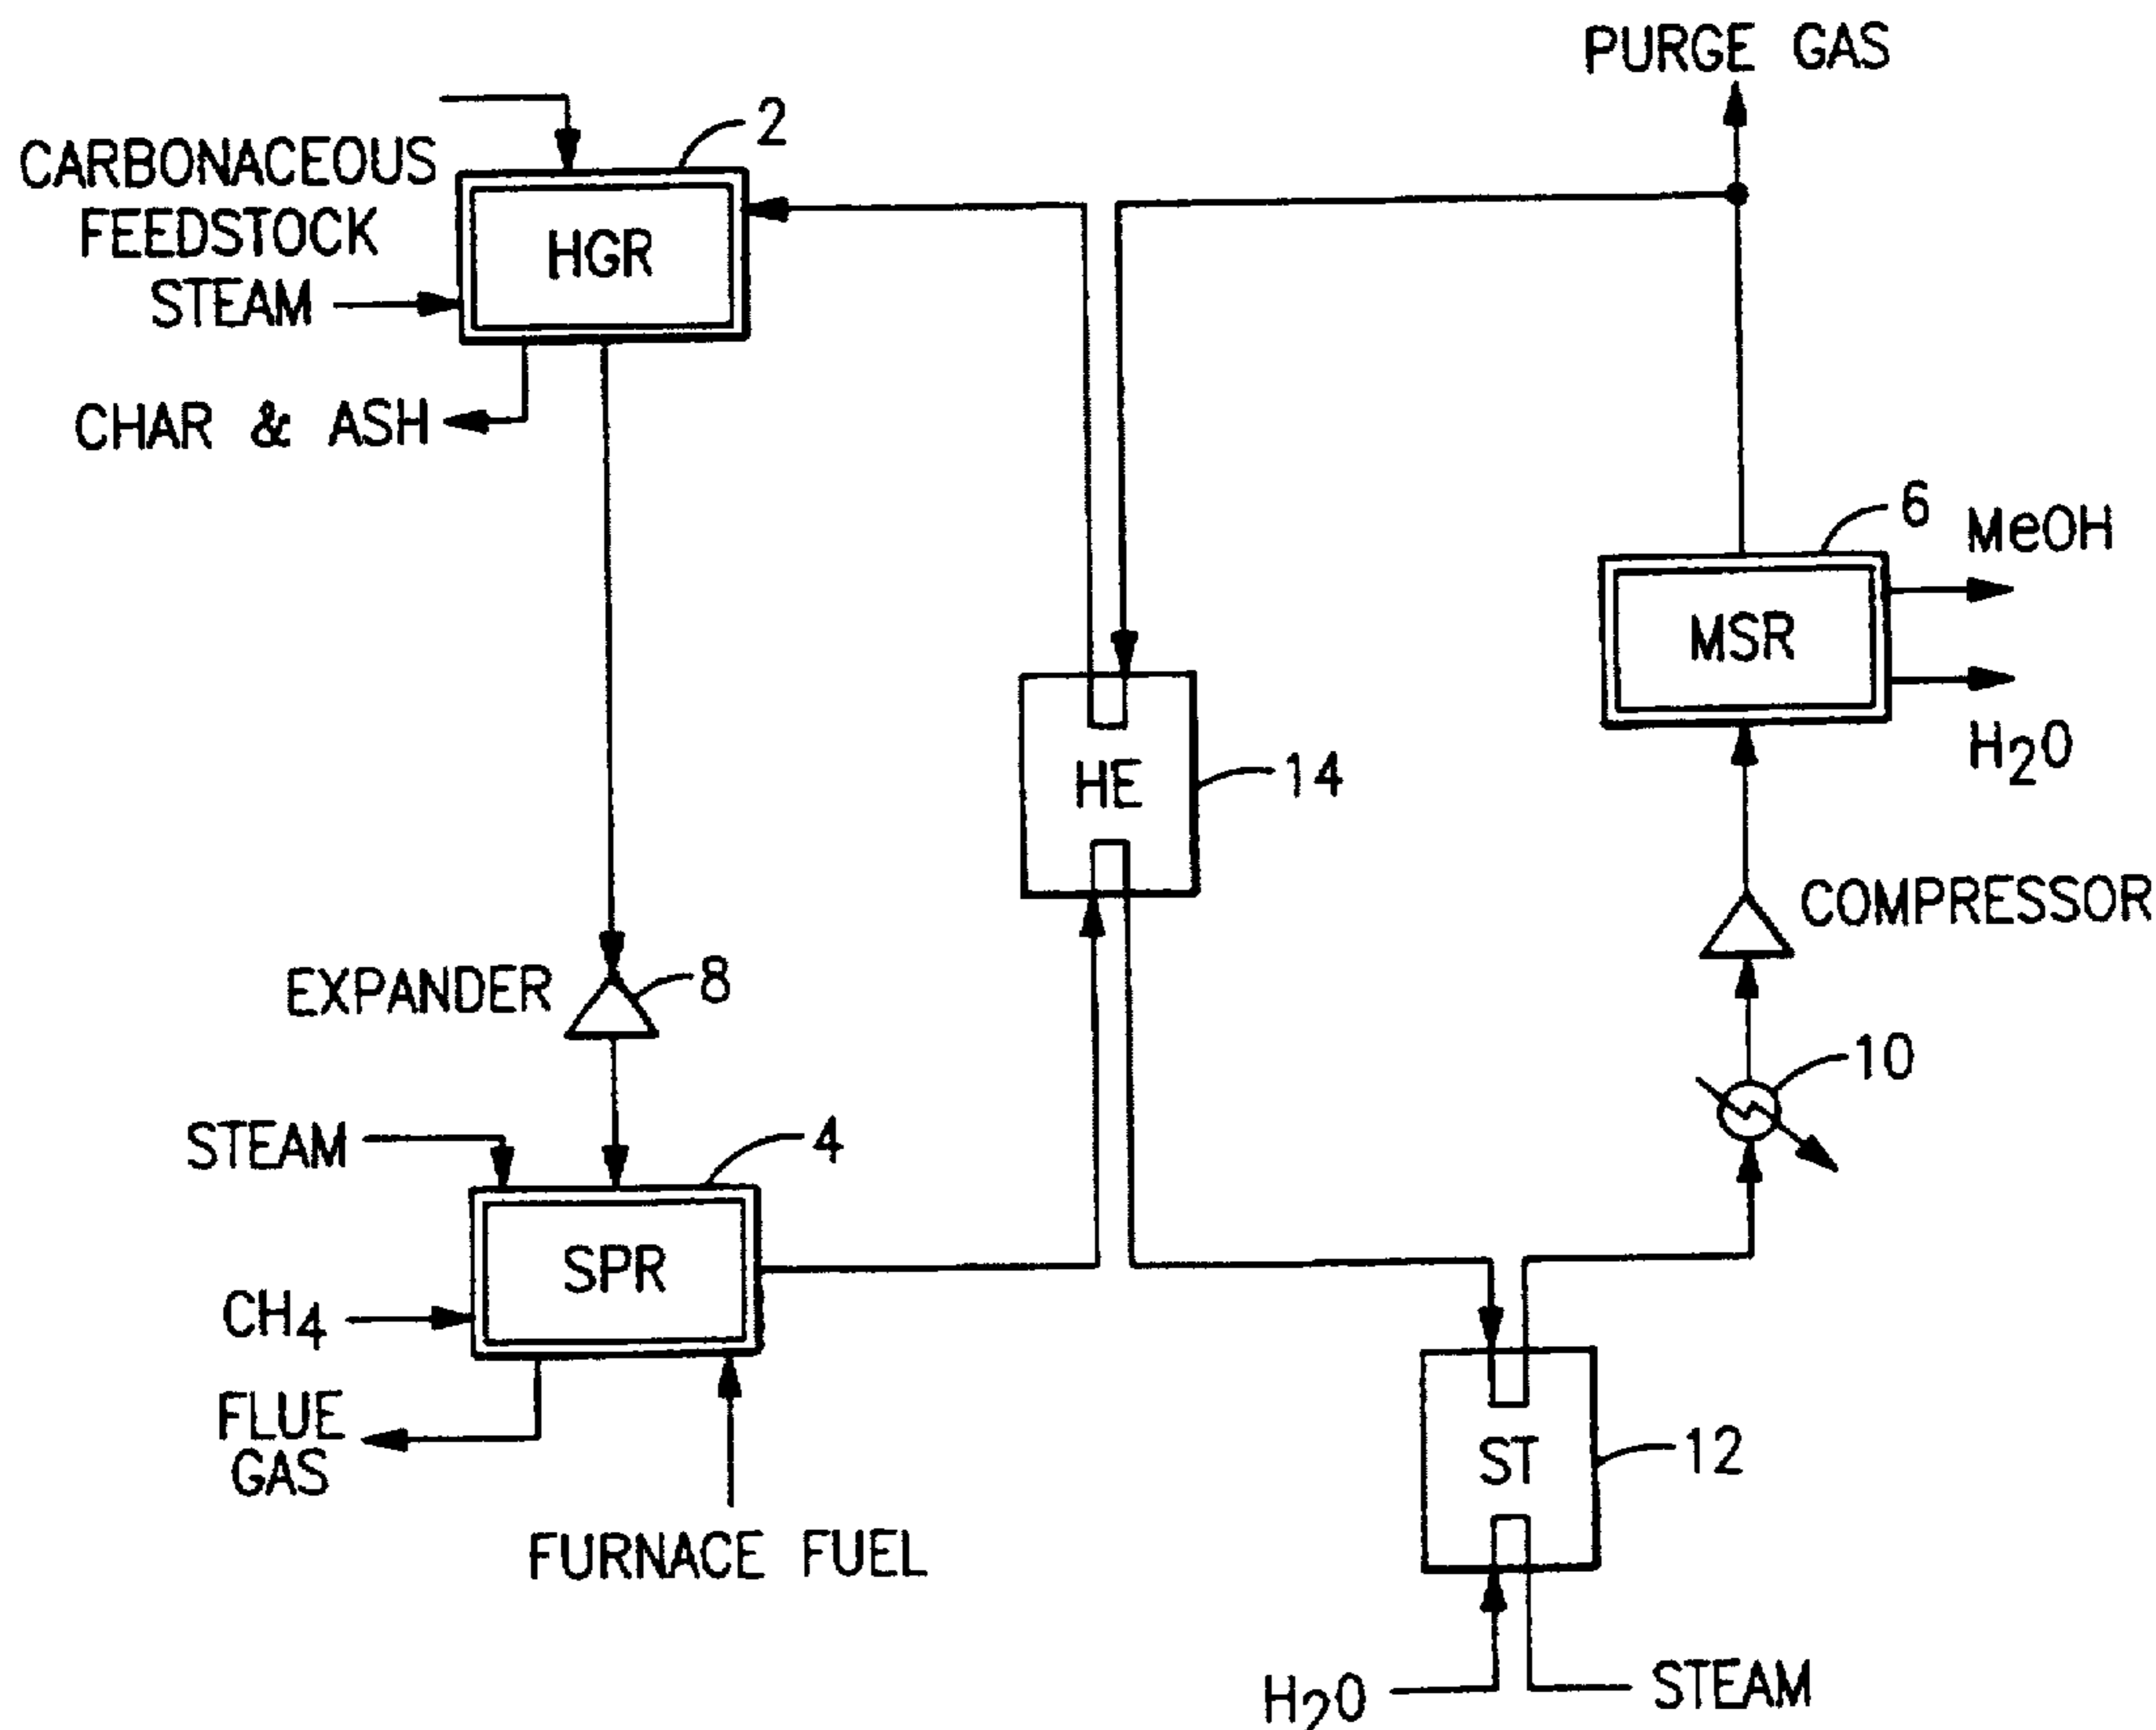 PURGE GAS
2
CARBONACEOUS
FEEDSTOCK
HGR
STEAM
CHAR & ASH
6
MeOH
MSR
H2O
HE
14
COMPRESSOR
EXPANDER
8
10
STEAM
4
SPR
CH4
FLUE
GAS
ST
12
FURNACE FUEL
H2O
STEAM